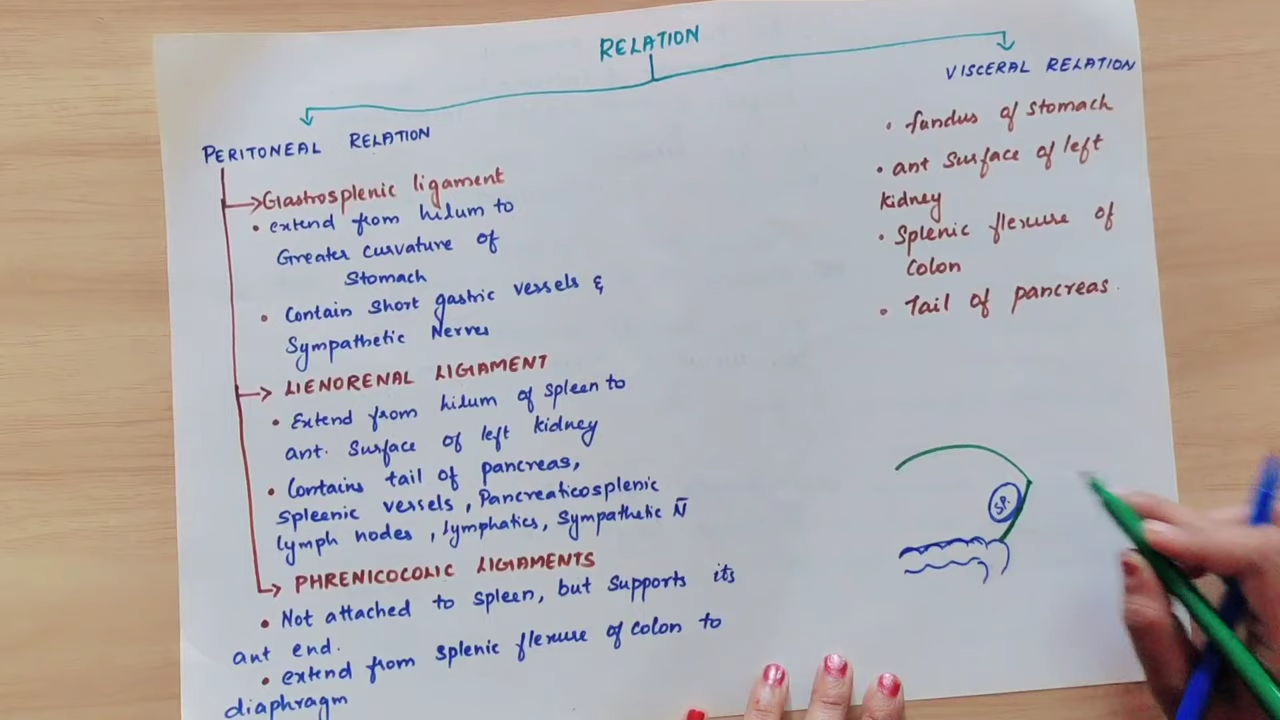 RELATION
PERITONEAL RELATION
Gastrosplenic ligament
• extend from hilum to
Greater curvature of
Stomach
• Contain Short gastric vessels &
Sympathetic Nerves
LIENORENAL LIGAMENT
• Extend from hilum of spleen to
ant. Surface of left kidney
• Contains tail of pancreas,
Spleenic vessels, Pancreaticosplenic
lymph nodes, lymphatics, Sympathetic N̄
PHRENICOCOLIC LIGAMENTS
• Not attached to spleen, but supports its
ant end.
• extend from splenic flexure of colon to
diaphragm
VISCERAL RELATION
• fundus of stomach
• ant Surface of left
kidney
• Splenic flexure of
Colon
• Tail of pancreas.
SP.